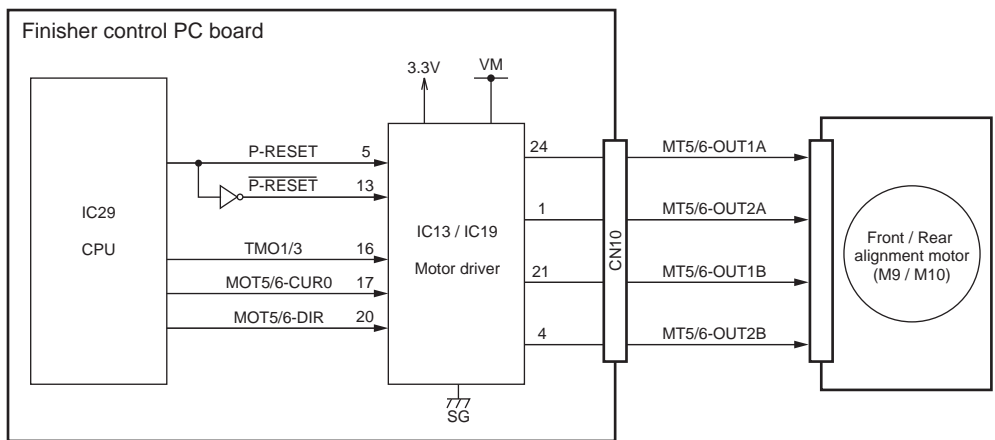 Finisher control PC board
3.3V
VM
P-RESET
5
P-RESET
13
IC29
CPU
TMO1/3
16
MOT5/6-CUR0
17
MOT5/6-DIR
20
IC13 / IC19
Motor driver
SG
24
1
21
4
CN10
MT5/6-OUT1A
MT5/6-OUT2A
MT5/6-OUT1B
MT5/6-OUT2B
Front / Rear
alignment motor
(M9 / M10)